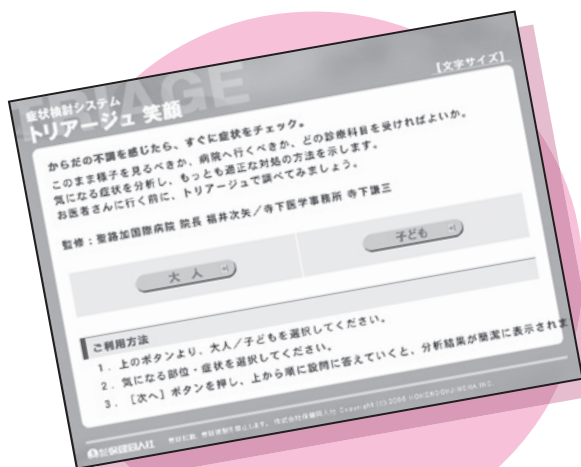 TRIAGE
【文字サイズ】
症状検討システム
トリアージュ 笑顔
からだの不調を感じたら、すぐに症状をチェック。
このまま様子を見るべきか、病院へ行くべきか、どの診療科目を受ければよいか。
気になる症状を分析し、もっとも適正な対処の方法を示します。
お医者さんに行く前に、トリアージュで調べてみましょう。
監修：聖路加国際病院 院長 福井次矢／寺下医学事務所 寺下謙三
大 人
子ども
ご利用方法
1．上のボタンより、大人／子どもを選択してください。
2．気になる部位・症状を選択してください。
3．［次へ］ボタンを押し、上から順に設問に答えていくと、分析結果が簡潔に表示されま
株式会社保健同人社 Copyright (c)